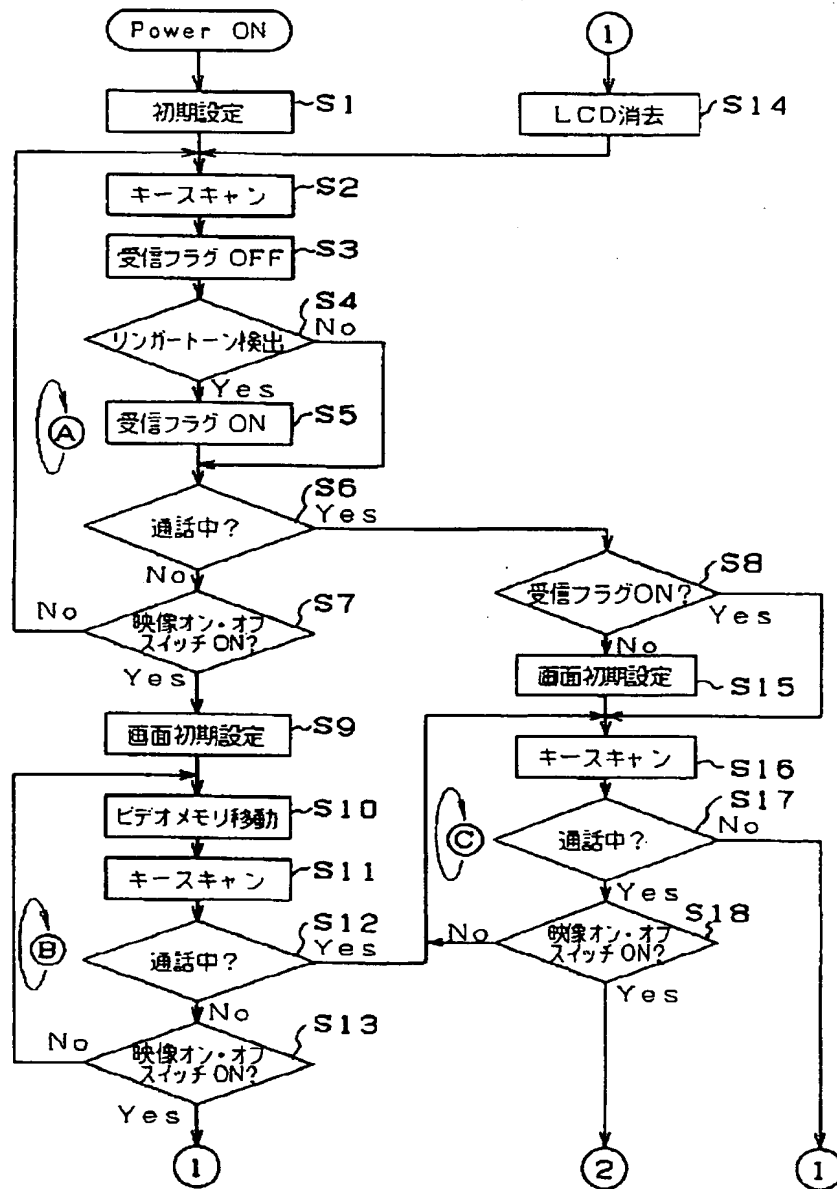 Power ON
初期設定
S1
キースキャン
S2
受信フラグ OFF
S3
リンガートーン検出
S4
No
Yes
受信フラグ ON
S5
A
通話中?
S6
Yes
No
映像オン・オフ
スイッチON?
S7
No
Yes
画面初期設定
S9
ビデオメモリ移動
S10
キースキャン
S11
B
通話中?
S12
Yes
No
映像オン・オフ
スイッチON?
S13
No
Yes
1
1
LCD消去
S14
受信フラグON?
S8
Yes
No
画面初期設定
S15
キースキャン
S16
C
通話中?
S17
No
Yes
映像オン・オフ
スイッチON?
S18
No
Yes
2
1